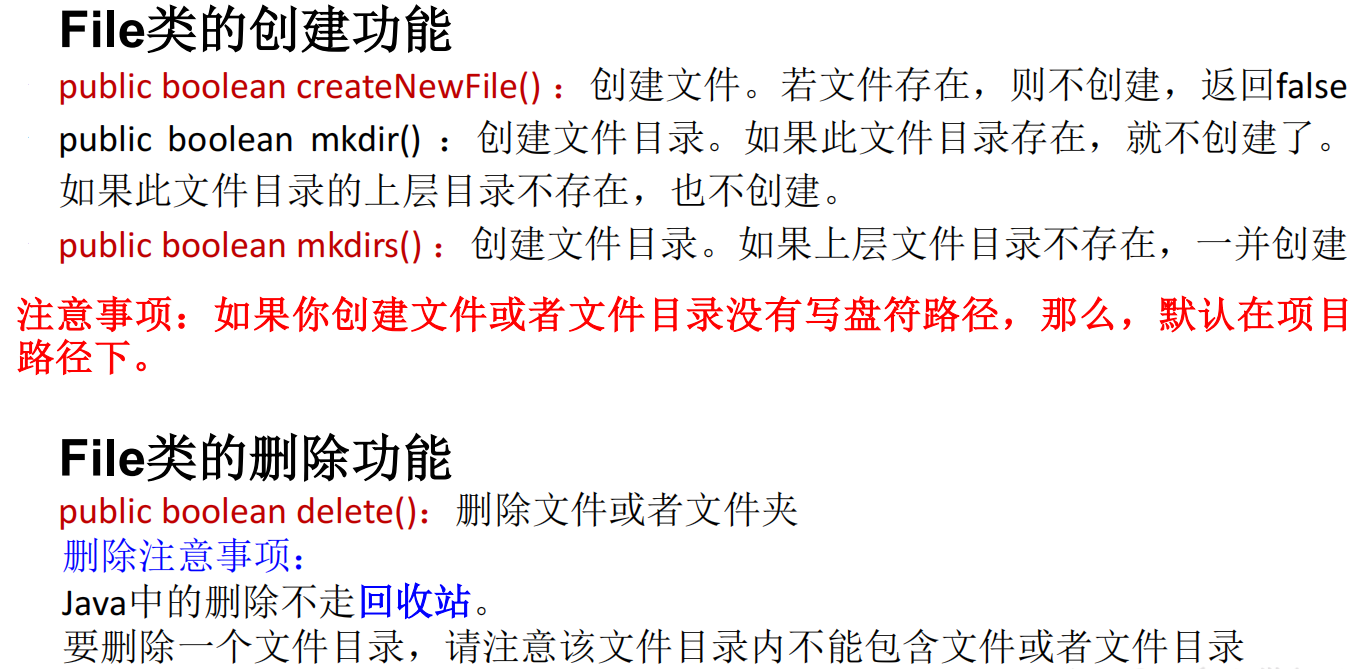 File类的创建功能
public boolean createNewFile() ：创建文件。若文件存在，则不创建，返回false
public boolean mkdir() ：创建文件目录。如果此文件目录存在，就不创建了。
如果此文件目录的上层目录不存在，也不创建。
public boolean mkdirs() ：创建文件目录。如果上层文件目录不存在，一并创建
注意事项：如果你创建文件或者文件目录没有写盘符路径，那么，默认在项目
路径下。
File类的删除功能
public boolean delete()：删除文件或者文件夹
删除注意事项：
Java中的删除不走回收站。
要删除一个文件目录，请注意该文件目录内不能包含文件或者文件目录